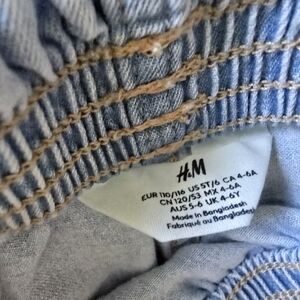 H&M
EUR 110/116 US 5T/6 CA 4-6A
CN 120/53 MX 4-6A
AUS 5-6 UK 4-6Y
Made in Bangladesh
Fabriqué au Bangladesh